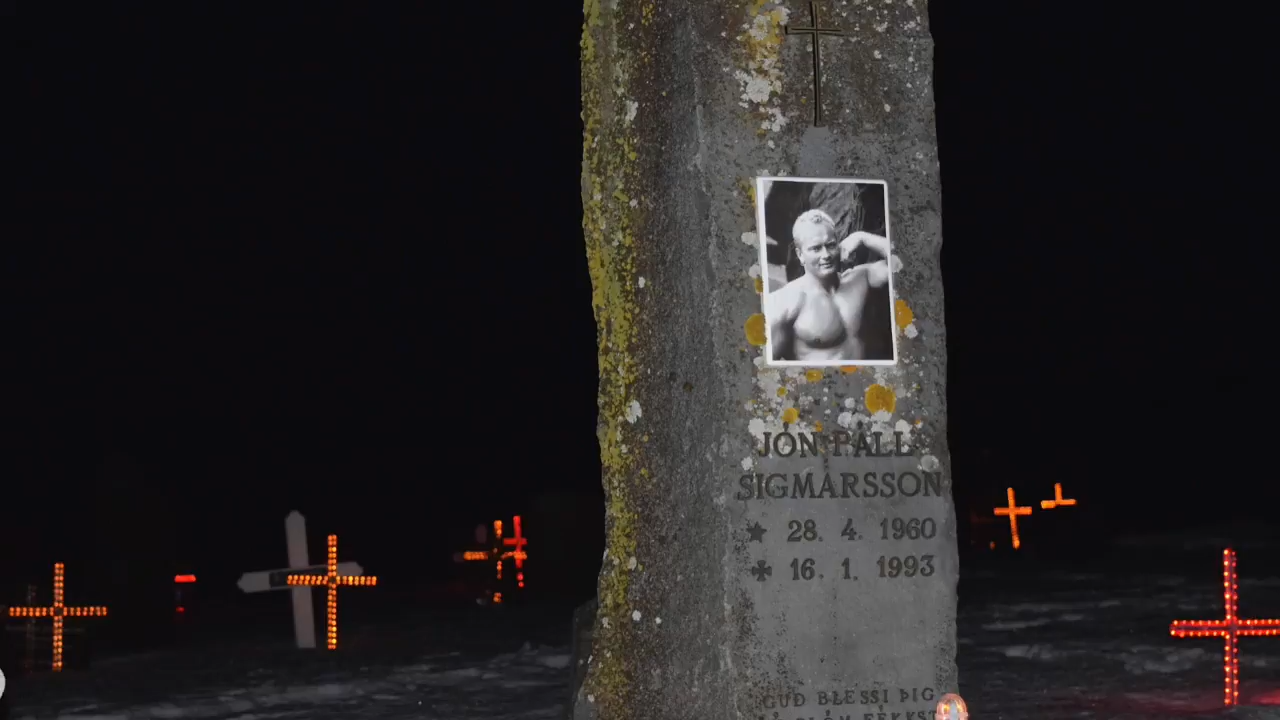 JÓN PÁLL
SIGMARSSON
28. 4. 1960
16. 1. 1993
GUÐ BLESSI ÞIG